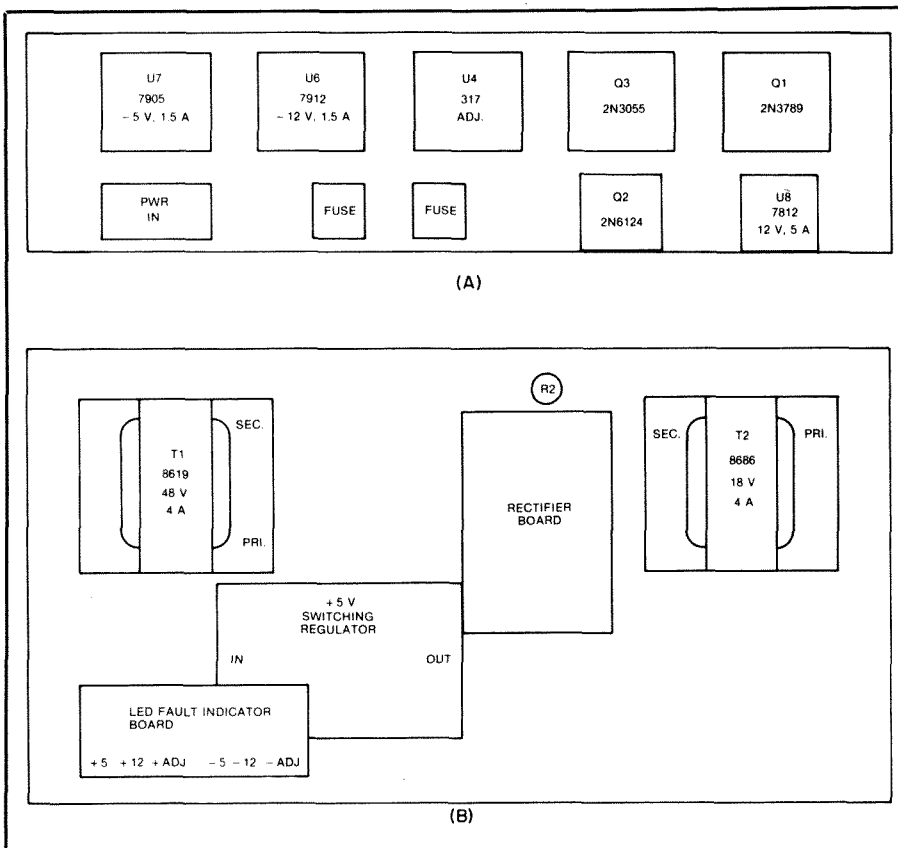 U7
7905
– 5 V, 1.5 A
U6
7912
– 12 V, 1.5 A
U4
317
ADJ.
Q3
2N3055
Q1
2N3789
PWR
IN
FUSE
FUSE
Q2
2N6124
U8
7812
12 V, 5 A
(A)
R2
T1
8619
48 V
4 A
SEC.
PRI.
RECTIFIER
BOARD
SEC.
T2
8686
18 V
4 A
PRI.
+ 5 V
SWITCHING
REGULATOR
IN
OUT
LED FAULT INDICATOR
BOARD
+ 5 + 12 + ADJ – 5 – 12 – ADJ
(B)